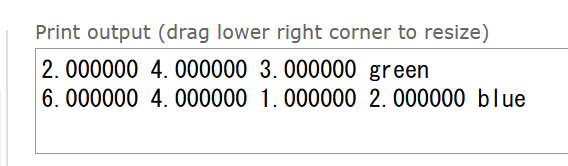 Print output (drag lower right corner to resize)
2.000000 4.000000 3.000000 green
6.000000 4.000000 1.000000 2.000000 blue